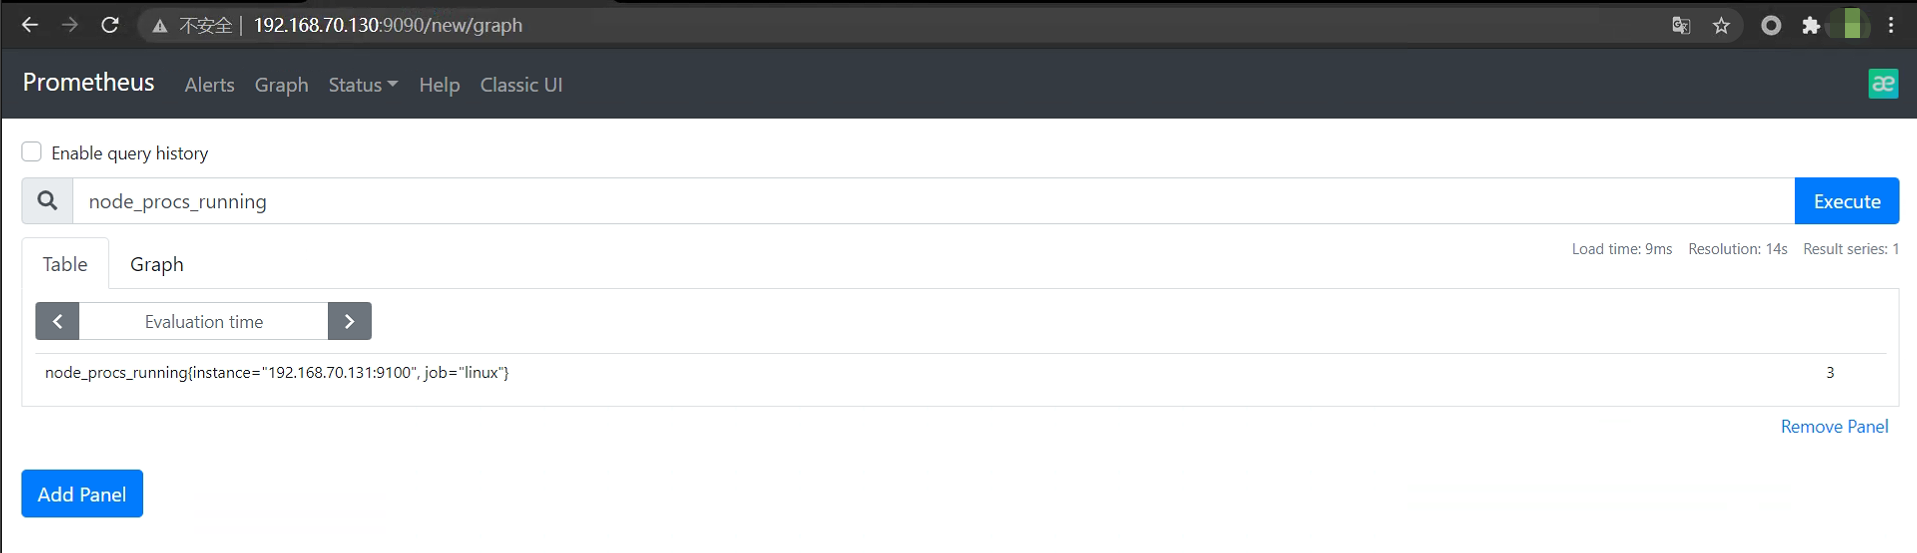 不安全 | 192.168.70.130:9090/new/graph
Prometheus Alerts Graph Status Help Classic UI æ
Enable query history
node_procs_running Execute
Table Graph Load time: 9ms Resolution: 14s Result series: 1
Evaluation time
node_procs_running{instance="192.168.70.131:9100", job="linux"} 3
Remove Panel
Add Panel